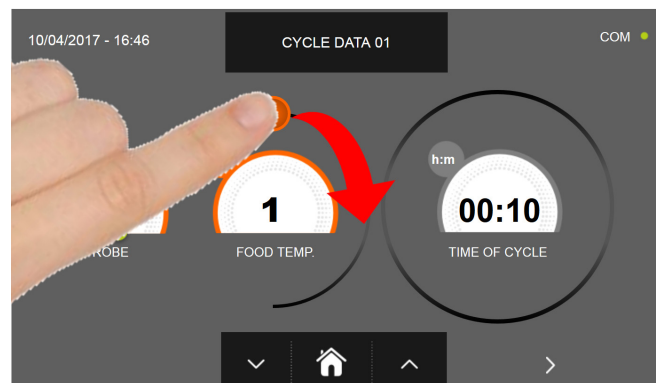 10/04/2017 - 16:46
CYCLE DATA 01
COM
h:m
1
00:10
FOOD TEMP.
TIME OF CYCLE